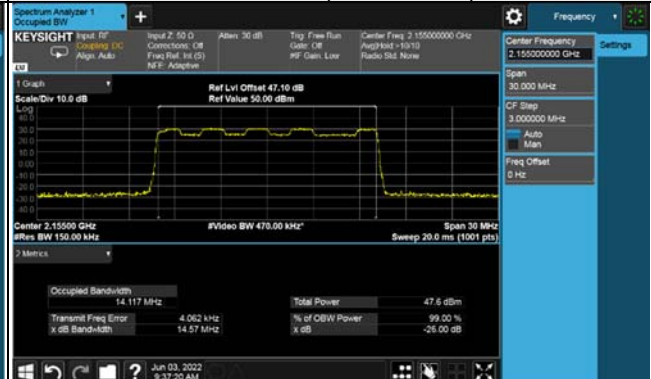 Spectrum Analyzer 1
Occupied BW
Frequency
KEYSIGHT
Input: RF
Coupling: DC
Align: Auto
Input Z: 50 Ω
Corrections: Off
Freq Ref: Int (S)
NFE: Adaptive
Atten: 30 dB
Trig: Free Run
Gate: Off
#IF Gain: Low
Center Freq: 2.155000000 GHz
Avg|Hold:>10/10
Radio Std: None
Center Frequency
2.155000000 GHz
Settings
Span
30.000 MHz
CF Step
3.000000 MHz
Auto
Man
Freq Offset
0 Hz
1 Graph
Scale/Div 10.0 dB
Ref Lvl Offset 47.10 dB
Ref Value 50.00 dBm
Log
40.0
30.0
20.0
10.0
0.00
-10.0
-20.0
-30.0
-40.0
Center 2.15500 GHz
#Res BW 150.00 kHz
#Video BW 470.00 kHz*
Span 30 MHz
Sweep 20.0 ms (1001 pts)
2 Metrics
Occupied Bandwidth
14.117 MHz
Total Power 47.6 dBm
Transmit Freq Error 4.062 kHz
% of OBW Power 99.00 %
x dB Bandwidth 14.57 MHz
x dB -26.00 dB
?
Jun 03, 2022
9:37:20 AM